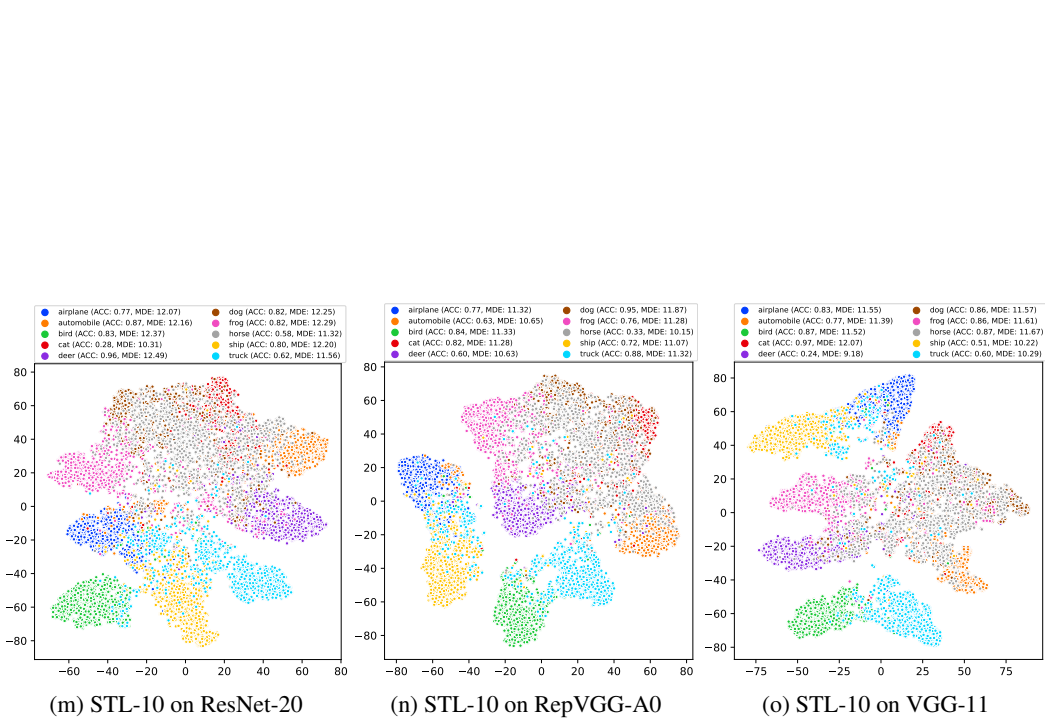 airplane (ACC: 0.77, MDE: 12.07)
automobile (ACC: 0.87, MDE: 12.16)
bird (ACC: 0.83, MDE: 12.37)
cat (ACC: 0.28, MDE: 10.31)
deer (ACC: 0.96, MDE: 12.49)
dog (ACC: 0.82, MDE: 12.25)
frog (ACC: 0.82, MDE: 12.29)
horse (ACC: 0.58, MDE: 11.32)
ship (ACC: 0.80, MDE: 12.20)
truck (ACC: 0.62, MDE: 11.56)
80
60
40
20
0
−20
−40
−60
−80
−60 −40 −20 0 20 40 60 80
(m) STL-10 on ResNet-20
airplane (ACC: 0.77, MDE: 11.32)
automobile (ACC: 0.63, MDE: 10.65)
bird (ACC: 0.84, MDE: 11.33)
cat (ACC: 0.82, MDE: 11.28)
deer (ACC: 0.60, MDE: 10.63)
dog (ACC: 0.95, MDE: 11.87)
frog (ACC: 0.76, MDE: 11.28)
horse (ACC: 0.33, MDE: 10.15)
ship (ACC: 0.72, MDE: 11.07)
truck (ACC: 0.88, MDE: 11.32)
80
60
40
20
0
−20
−40
−60
−80
−80 −60 −40 −20 0 20 40 60 80
(n) STL-10 on RepVGG-A0
airplane (ACC: 0.83, MDE: 11.55)
automobile (ACC: 0.77, MDE: 11.39)
bird (ACC: 0.87, MDE: 11.52)
cat (ACC: 0.97, MDE: 12.07)
deer (ACC: 0.24, MDE: 9.18)
dog (ACC: 0.86, MDE: 11.57)
frog (ACC: 0.86, MDE: 11.61)
horse (ACC: 0.87, MDE: 11.67)
ship (ACC: 0.51, MDE: 10.22)
truck (ACC: 0.60, MDE: 10.29)
80
60
40
20
0
−20
−40
−60
−80
−75 −50 −25 0 25 50 75
(o) STL-10 on VGG-11